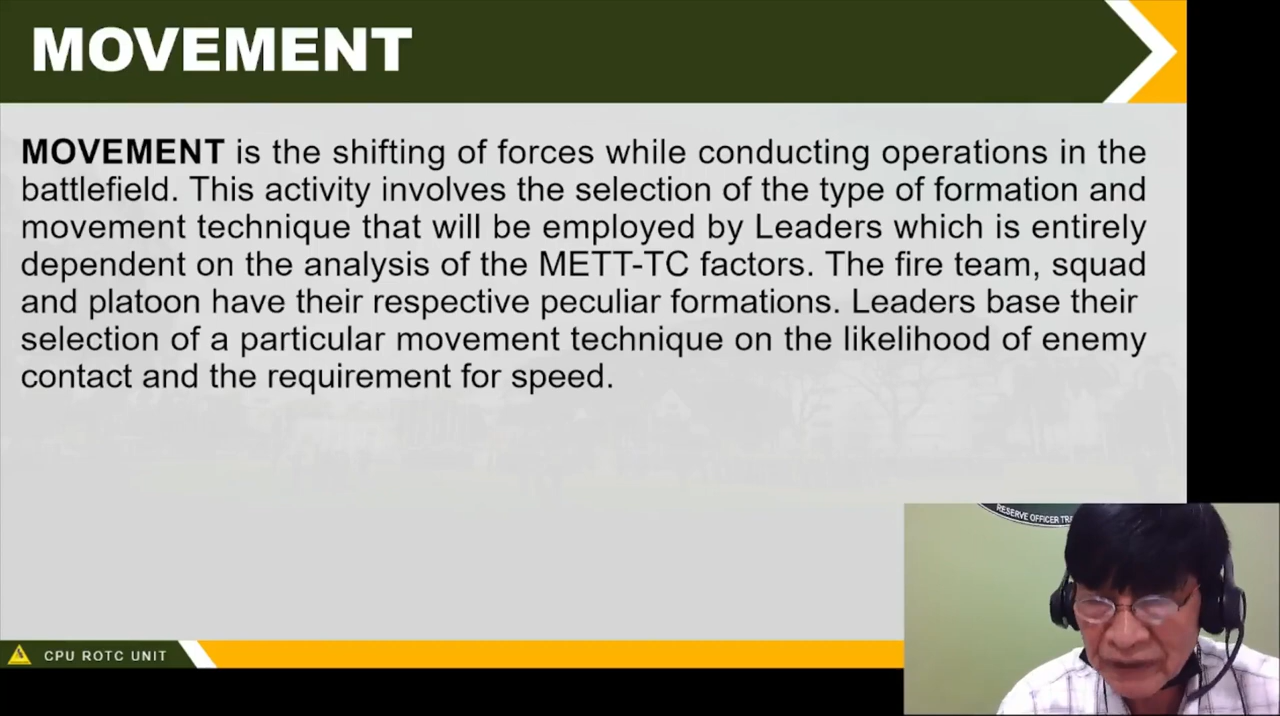 MOVEMENT
MOVEMENT is the shifting of forces while conducting operations in the
battlefield. This activity involves the selection of the type of formation and
movement technique that will be employed by Leaders which is entirely
dependent on the analysis of the METT-TC factors. The fire team, squad
and platoon have their respective peculiar formations. Leaders base their
selection of a particular movement technique on the likelihood of enemy
contact and the requirement for speed.
RESERVE OFFICER
CPU ROTC UNIT